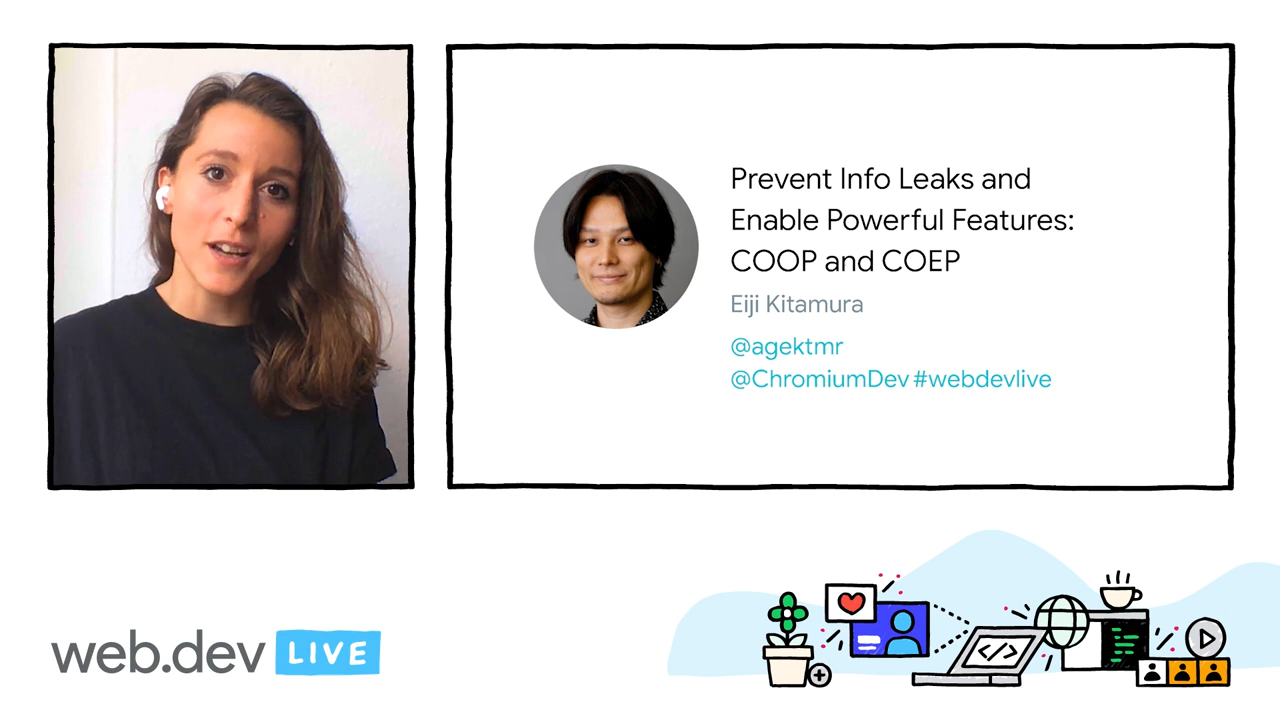 Prevent Info Leaks and
Enable Powerful Features:
COOP and COEP
Eiji Kitamura
@agektmr
@ChromiumDev #webdevlive
web.dev LIVE
</>